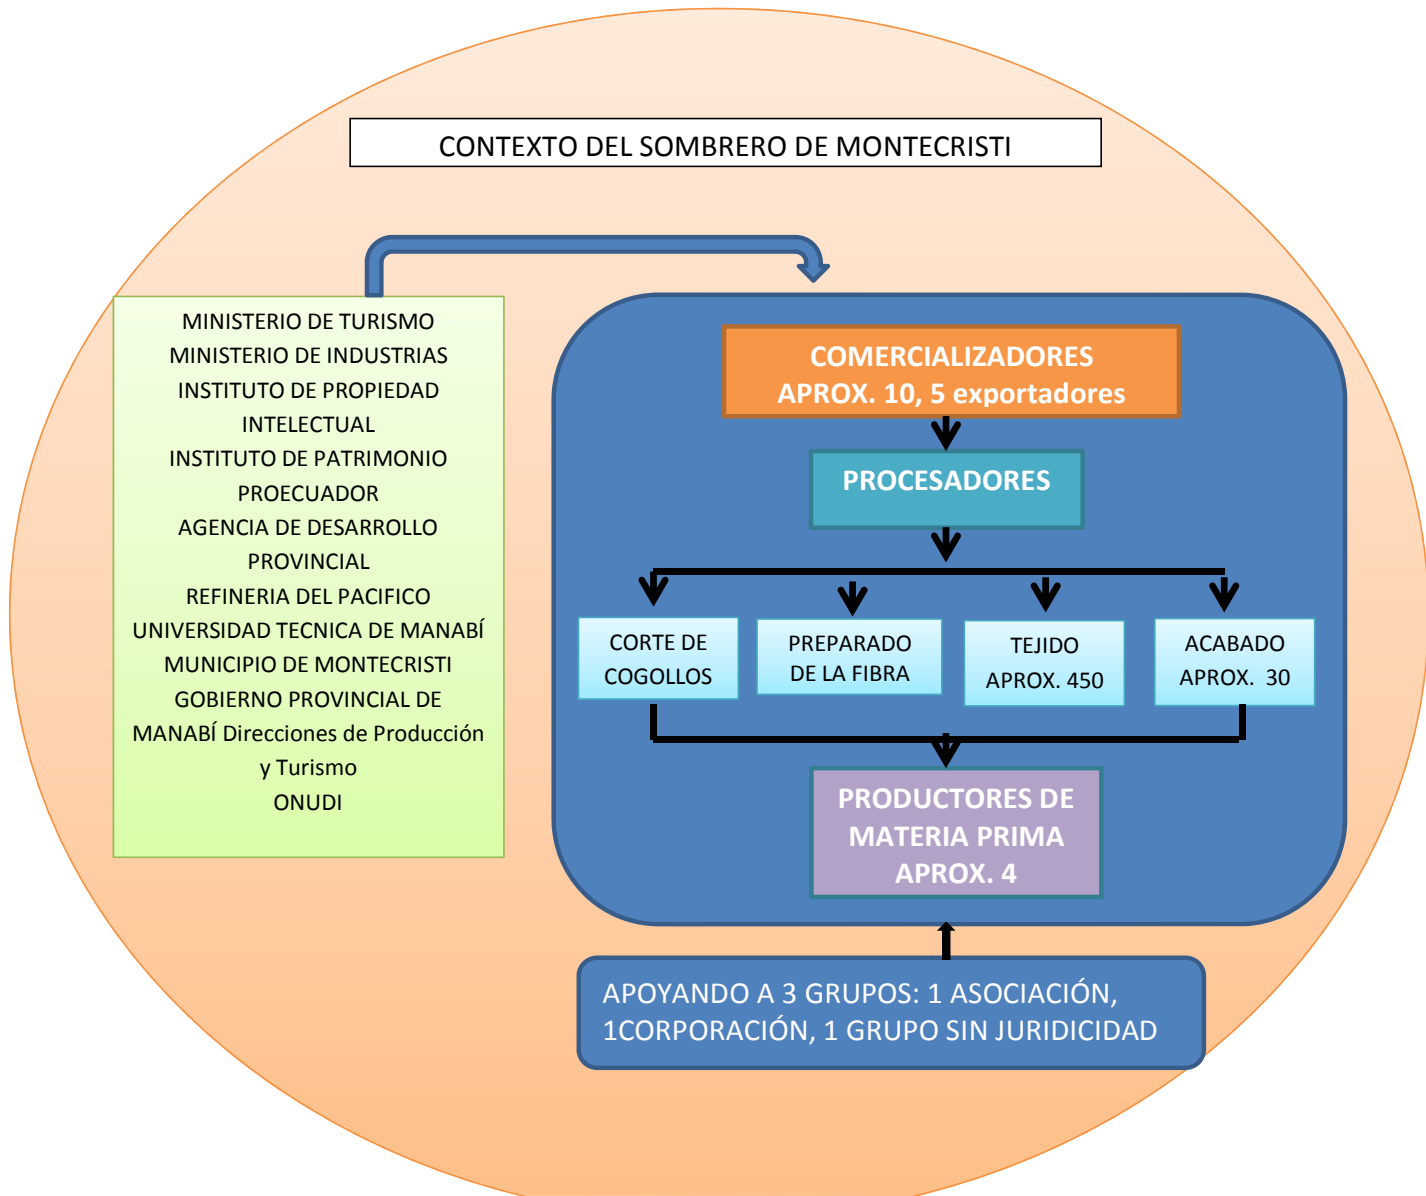 CONTEXTO DEL SOMBRERO DE MONTECRISTI
MINISTERIO DE TURISMO
MINISTERIO DE INDUSTRIAS
INSTITUTO DE PROPIEDAD
INTELECTUAL
INSTITUTO DE PATRIMONIO
PROECUADOR
AGENCIA DE DESARROLLO
PROVINCIAL
REFINERIA DEL PACIFICO
UNIVERSIDAD TECNICA DE MANABÍ
MUNICIPIO DE MONTECRISTI
GOBIERNO PROVINCIAL DE
MANABÍ Direcciones de Producción
y Turismo
ONUDI
COMERCIALIZADORES
APROX. 10, 5 exportadores
PROCESADORES
CORTE DE
COGOLLOS
PREPARADO
DE LA FIBRA
TEJIDO
APROX. 450
ACABADO
APROX. 30
PRODUCTORES DE
MATERIA PRIMA
APROX. 4
APOYANDO A 3 GRUPOS: 1 ASOCIACIÓN,
1CORPORACIÓN, 1 GRUPO SIN JURIDICIDAD